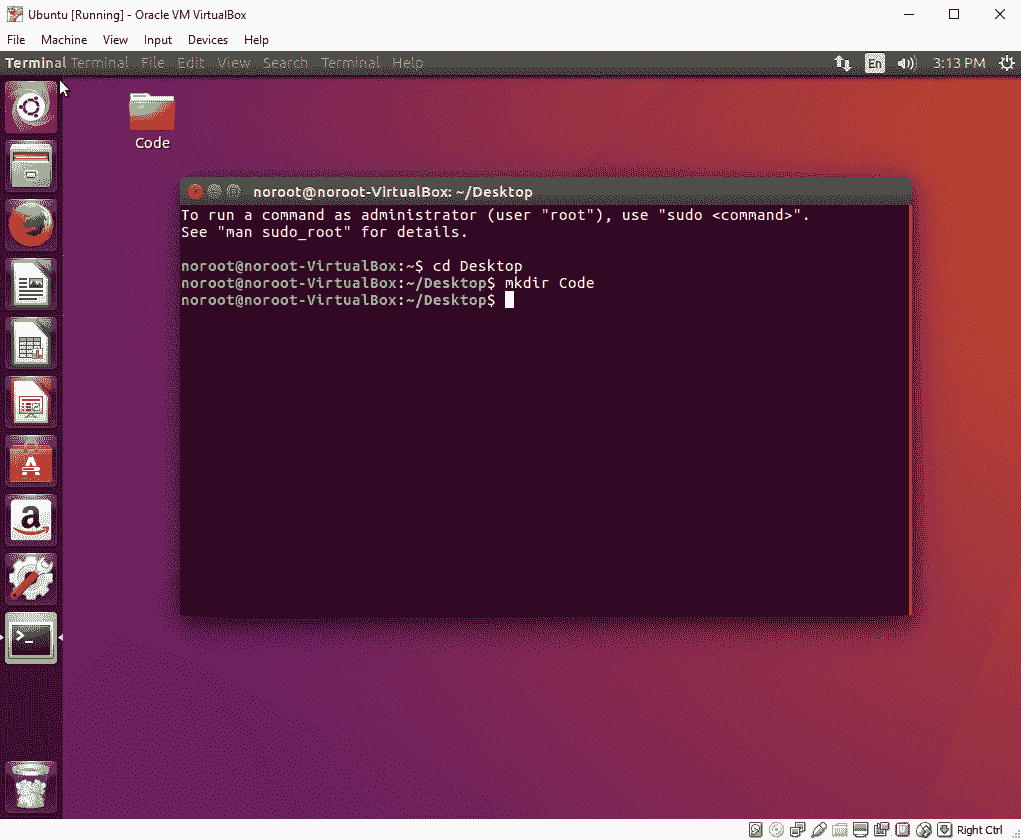 Ubuntu [Running] - Oracle VM VirtualBox
File Machine View Input Devices Help
Terminal Terminal File Edit View Search Terminal Help En 3:13 PM
Code
noroot@noroot-VirtualBox: ~/Desktop
To run a command as administrator (user "root"), use "sudo <command>".
See "man sudo_root" for details.
noroot@noroot-VirtualBox:~$ cd Desktop
noroot@noroot-VirtualBox:~/Desktop$ mkdir Code
noroot@noroot-VirtualBox:~/Desktop$
Right Ctrl